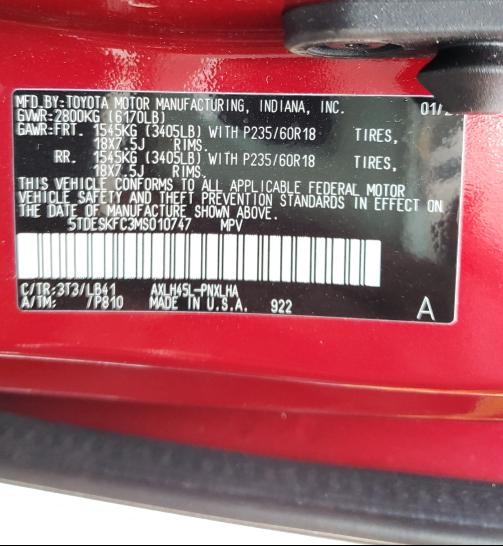 MFD.BY:TOYOTA MOTOR MANUFACTURING, INDIANA, INC. 01/2
GVWR:2800KG (6170LB)
GAWR:FRT. 1545KG (3405LB) WITH P235/60R18 TIRES,
18X7.5J RIMS.
RR. 1545KG (3405LB) WITH P235/60R18 TIRES,
18X7.5J RIMS.
THIS VEHICLE CONFORMS TO ALL APPLICABLE FEDERAL MOTOR
VEHICLE SAFETY AND THEFT PREVENTION STANDARDS IN EFFECT ON
THE DATE OF MANUFACTURE SHOWN ABOVE.
5TDESKFC3MS010747 MPV
C/TR:3T3/LB41 AXLH45L-PNXLHA
A/TM: /P810 MADE IN U.S.A. 922 A